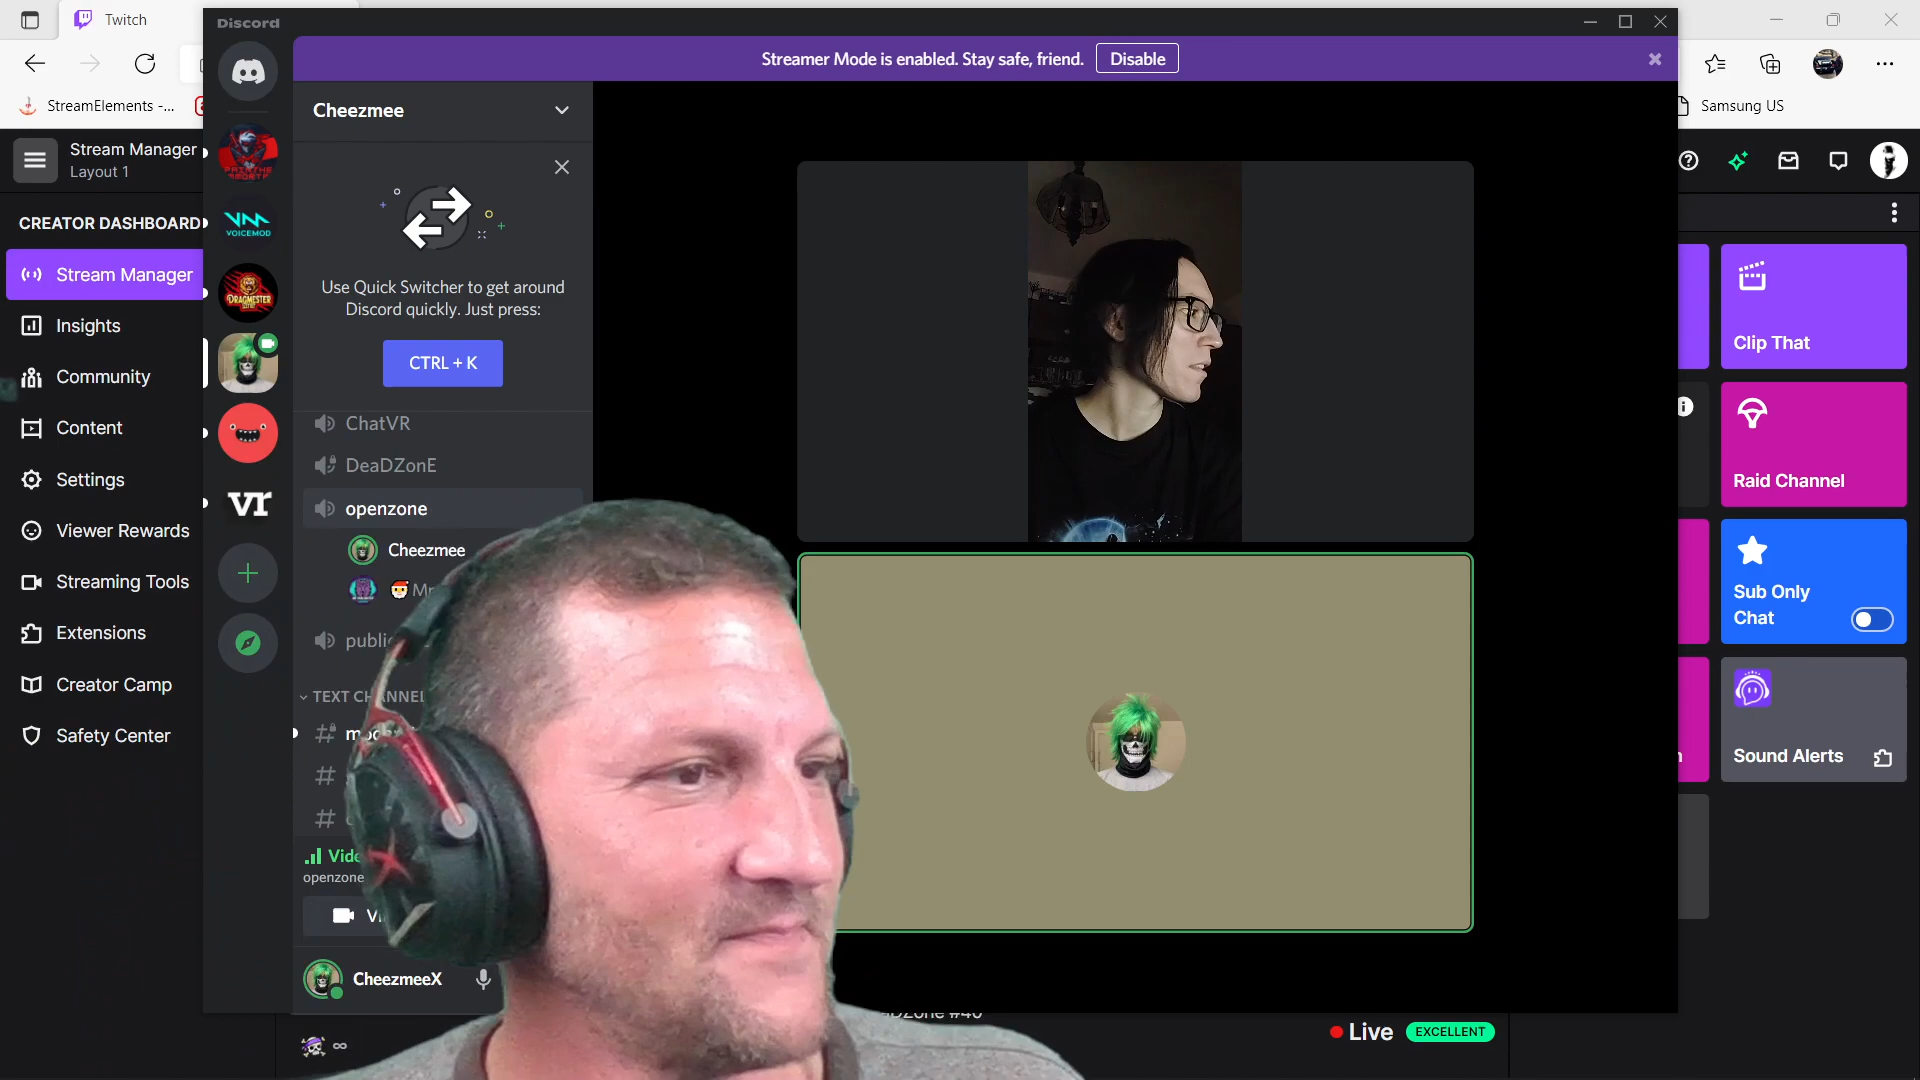 Twitch
Discord
Streamer Mode is enabled. Stay safe, friend.
Disable
StreamElements -...
Samsung US
Cheezmee
Stream Manager
Layout 1
CREATOR DASHBOARD
Stream Manager
Insights
Community
Content
Settings
Viewer Rewards
Streaming Tools
Extensions
Creator Camp
Safety Center
VOICEMOD
DRAGMESTER
vr
Use Quick Switcher to get around
Discord quickly. Just press:
CTRL + K
ChatVR
DeaDZonE
openzone
Cheezmee
TEXT CHANNEL
openzone
CheezmeeX
Clip That
Raid Channel
Sub Only
Chat
Sound Alerts
Live
EXCELLENT